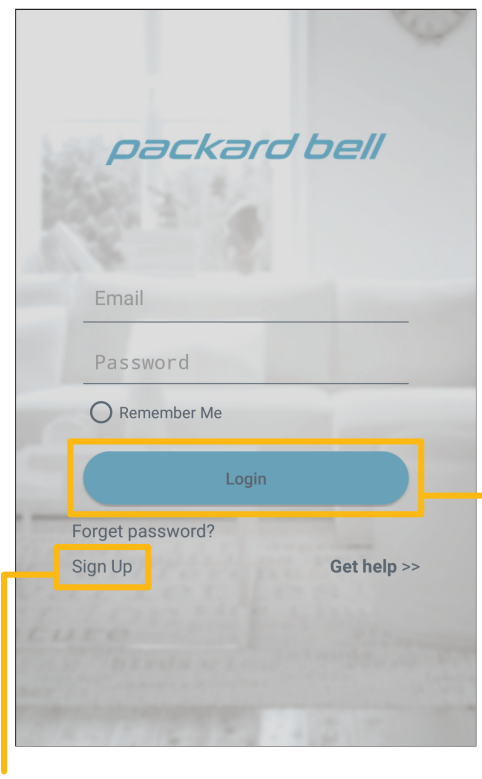 packard bell
Email
Password
Remember Me
Login
Forget password?
Sign Up
Get help >>